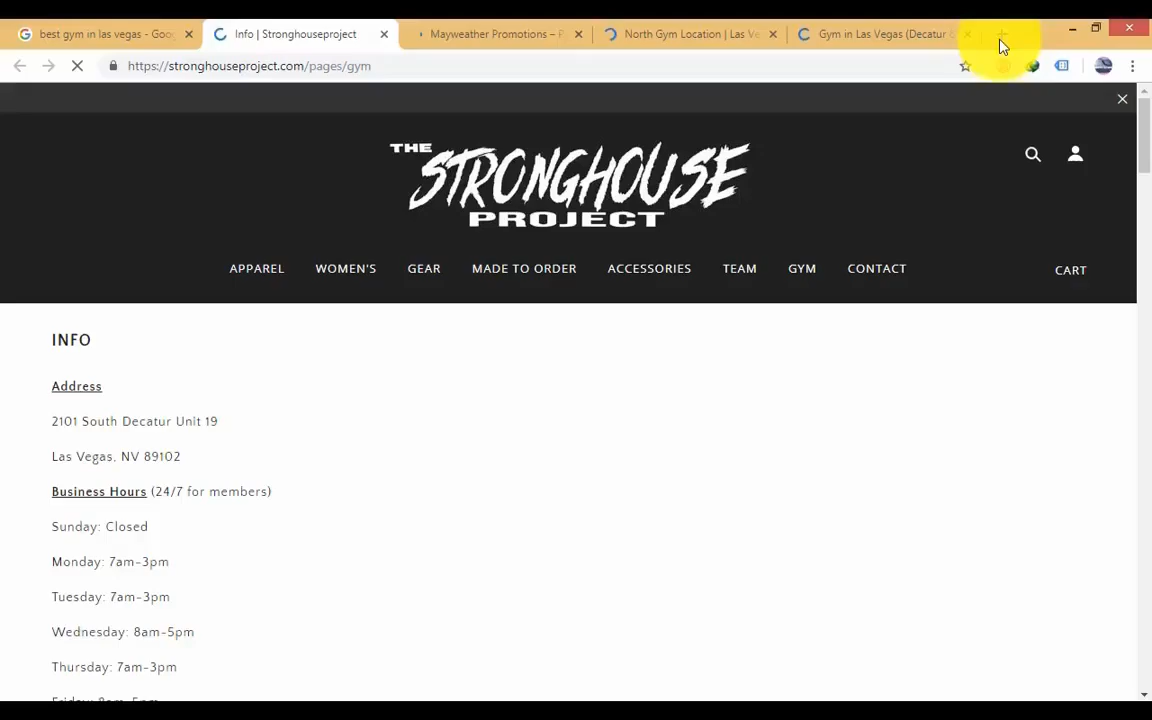 best gym in las vegas - Goo
Info | Stronghouseproject
Mayweather Promotions – P
North Gym Location | Las Ve
Gym in Las Vegas (Decatur &
https://stronghouseproject.com/pages/gym
THE
STRONGHOUSE
PROJECT
APPAREL WOMEN'S GEAR MADE TO ORDER ACCESSORIES TEAM GYM CONTACT CART
INFO
Address
2101 South Decatur Unit 19
Las Vegas, NV 89102
Business Hours (24/7 for members)
Sunday: Closed
Monday: 7am-3pm
Tuesday: 7am-3pm
Wednesday: 8am-5pm
Thursday: 7am-3pm
Friday: 8am-5pm